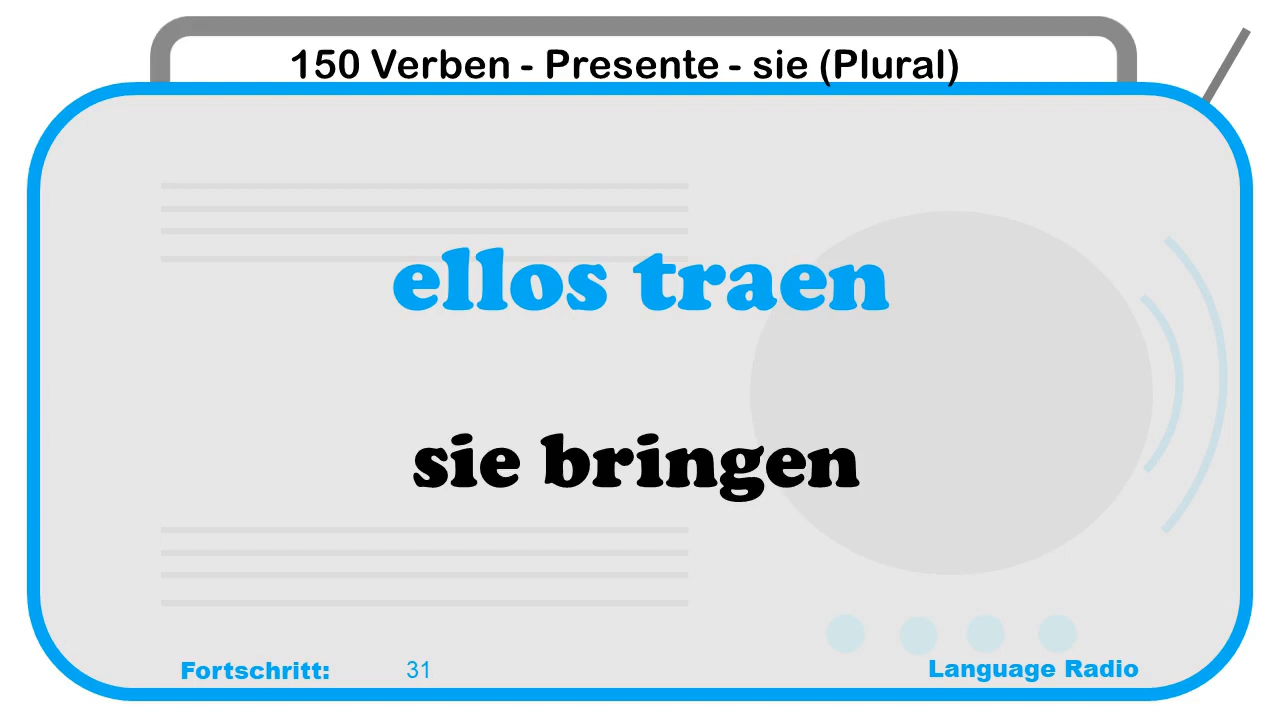 150 Verben - Presente - sie (Plural)
ellos traen
sie bringen
Fortschritt: 31
Language Radio